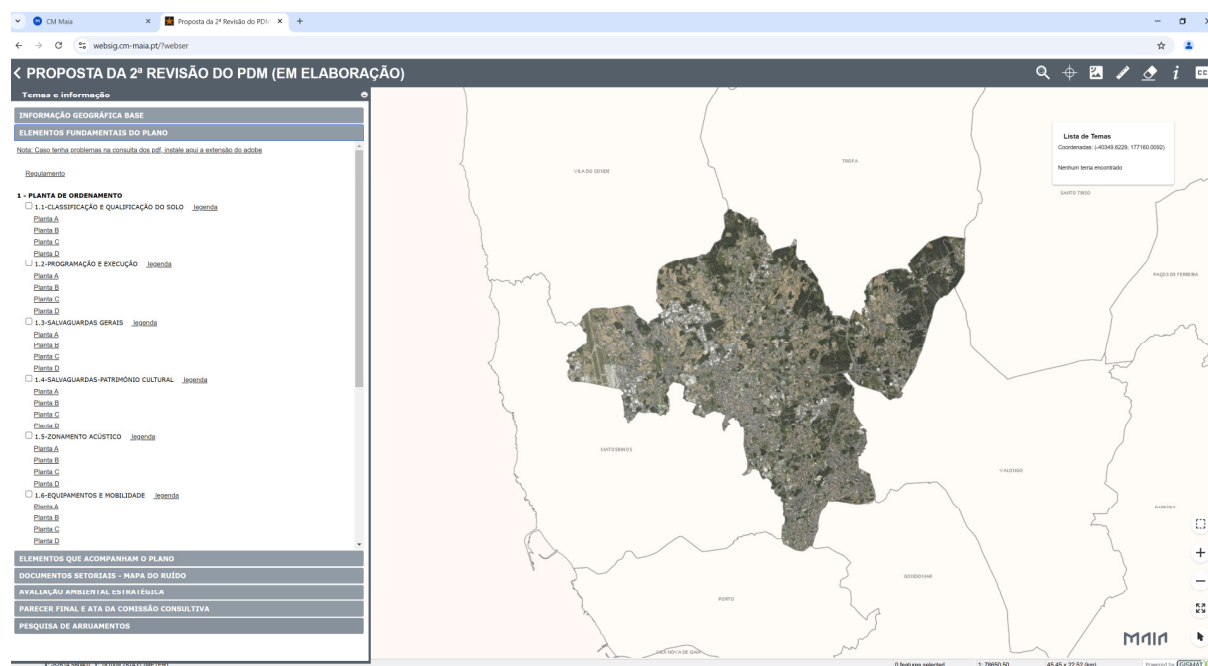 CM Maia
Proposta da 2ª Revisão do PDM
websig.cm-maia.pt/?webser
PROPOSTA DA 2ª REVISÃO DO PDM (EM ELABORAÇÃO)
Temas e informação
INFORMAÇÃO GEOGRÁFICA BASE
ELEMENTOS FUNDAMENTAIS DO PLANO
Nota: Caso tenha problemas na consulta dos pdf, instale aqui a extensão do adobe
Regulamento
1 - PLANTA DE ORDENAMENTO
1.1-CLASSIFICAÇÃO E QUALIFICAÇÃO DO SOLO legenda
Planta A
Planta B
Planta C
Planta D
1.2-PROGRAMAÇÃO E EXECUÇÃO legenda
Planta A
Planta B
Planta C
Planta D
1.3-SALVAGUARDAS GERAIS legenda
Planta A
Planta B
Planta C
Planta D
1.4-SALVAGUARDAS-PATRIMÓNIO CULTURAL legenda
Planta A
Planta B
Planta C
Planta D
1.5-ZONAMENTO ACÚSTICO legenda
Planta A
Planta B
Planta C
Planta D
1.6-EQUIPAMENTOS E MOBILIDADE legenda
Planta A
Planta B
Planta C
Planta D
ELEMENTOS QUE ACOMPANHAM O PLANO
DOCUMENTOS SETORIAIS - MAPA DO RUÍDO
AVALIAÇÃO AMBIENTAL ESTRATÉGICA
PARECER FINAL E ATA DA COMISSÃO CONSULTIVA
PESQUISA DE ARRUAMENTOS
Lista de Temas
Coordenadas: (-40349.6229; 177160.0092)
Nenhum tema encontrado
VILA DO CONDE
TROFA
SANTO TIRSO
PAÇOS DE FERREIRA
MATOSINHOS
VALONGO
GONDOMAR
PORTO
VILA NOVA DE GAIA
MAIA
0 features selected
1: 78650.50
45.45 x 22.52 (km)
Powered by GISMAT
CC